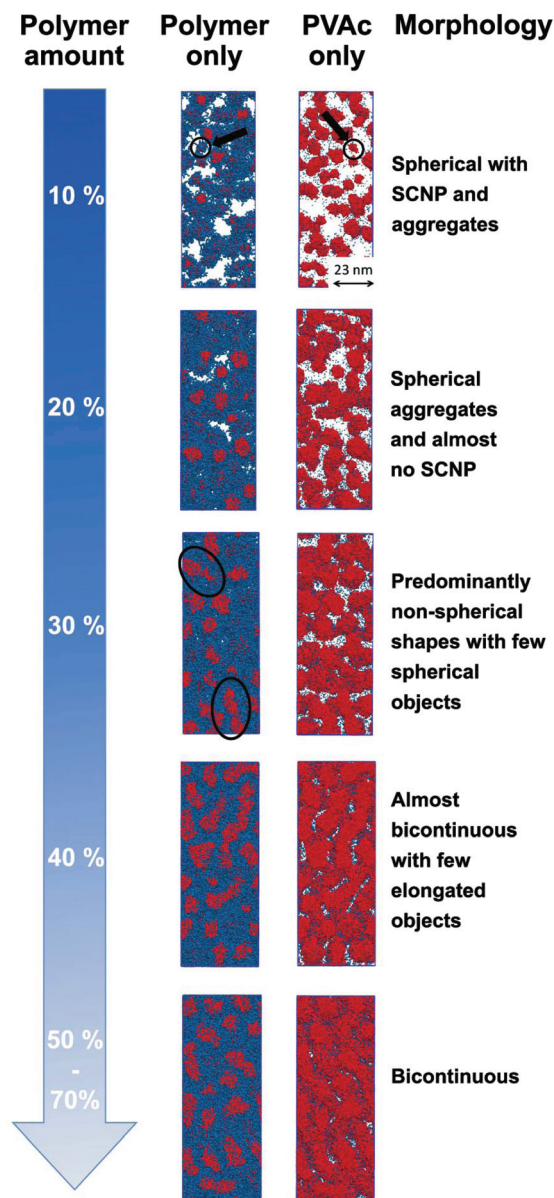 Polymer amount
Polymer only
PVAc only
Morphology
10 %
23 nm
Spherical with
SCNP and
aggregates
20 %
Spherical
aggregates
and almost
no SCNP
30 %
Predominantly
non-spherical
shapes with few
spherical
objects
40 %
Almost
bicontinuous
with few
elongated
objects
50 %
-
70%
Bicontinuous